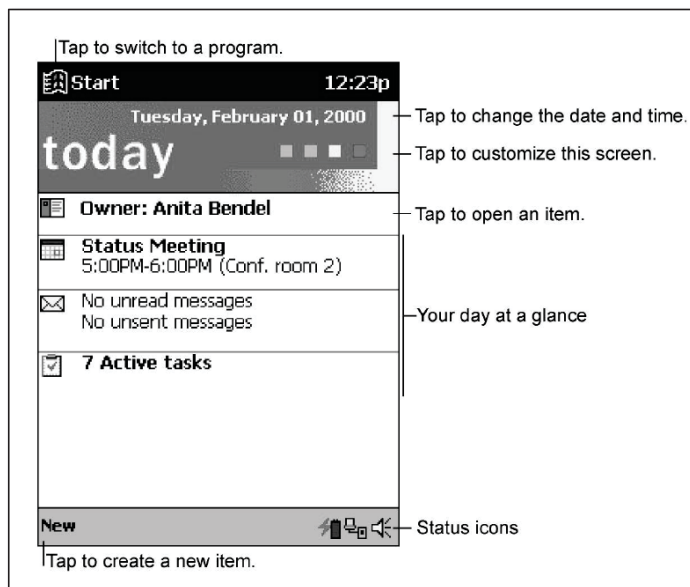 Tap to switch to a program.
Start 12:23p
Tuesday, February 01, 2000
Tap to change the date and time.
today
Tap to customize this screen.
Owner: Anita Bendel
Tap to open an item.
Status Meeting
5:00PM-6:00PM (Conf. room 2)
No unread messages
No unsent messages
Your day at a glance
7 Active tasks
New
Status icons
Tap to create a new item.